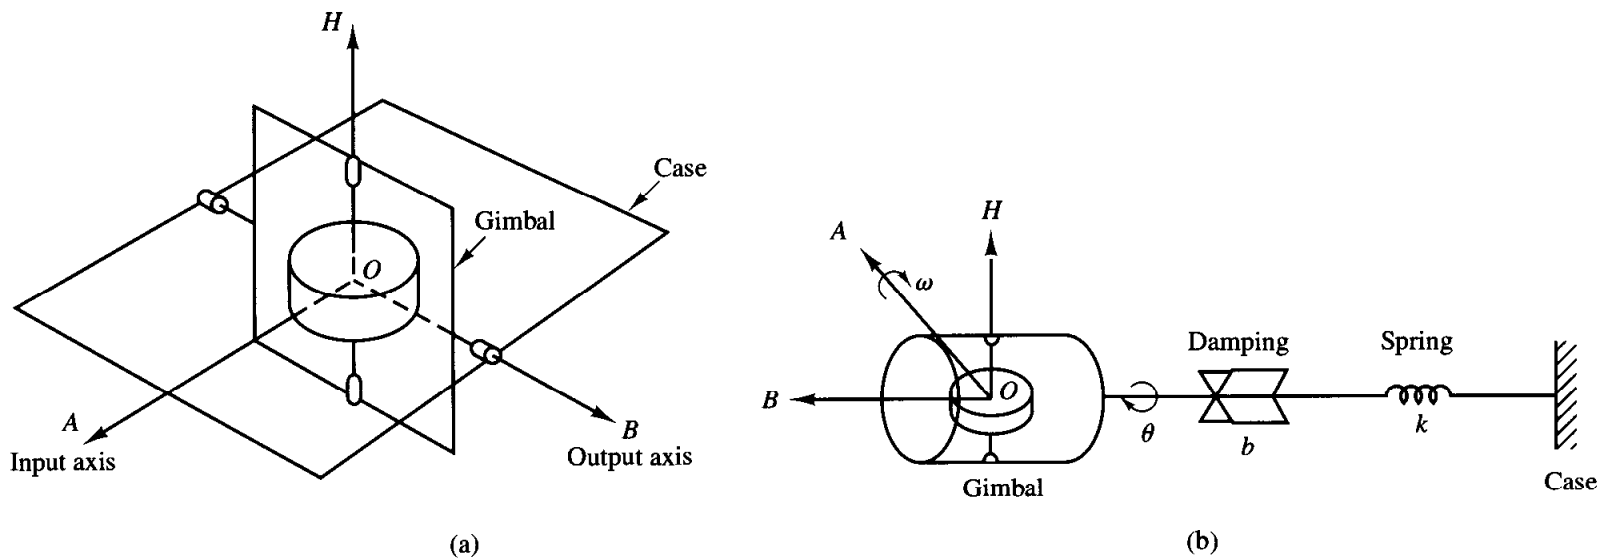 H
Case
Gimbal
O
A
Input axis
B
Output axis
(a)
H
A
ω
Damping
Spring
B
O
θ
b
k
Gimbal
Case
(b)